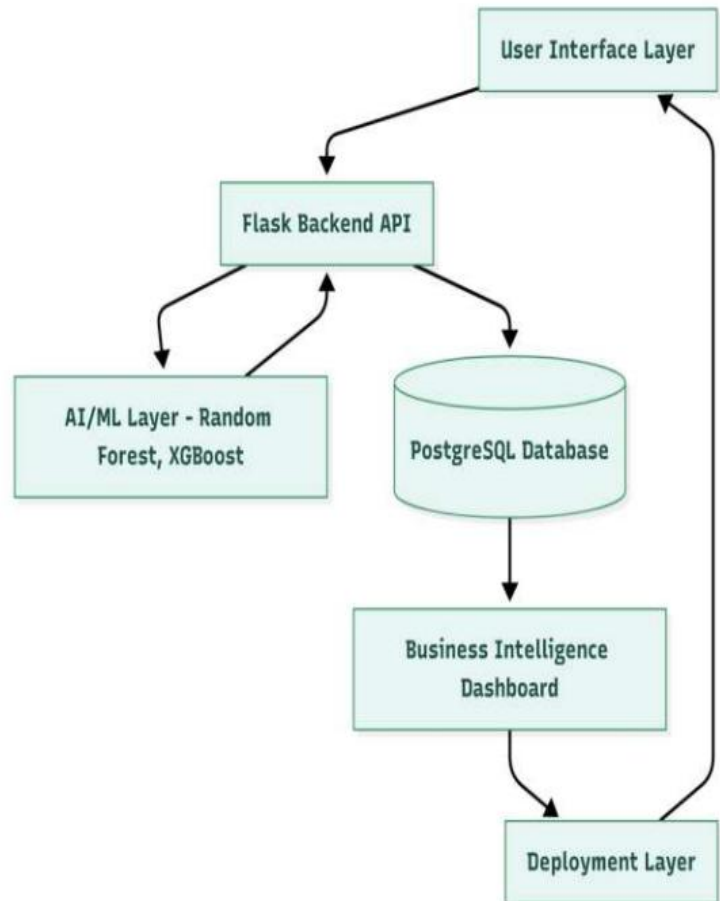 User Interface Layer
Flask Backend API
AI/ML Layer - Random
Forest, XGBoost
PostgreSQL Database
Business Intelligence
Dashboard
Deployment Layer